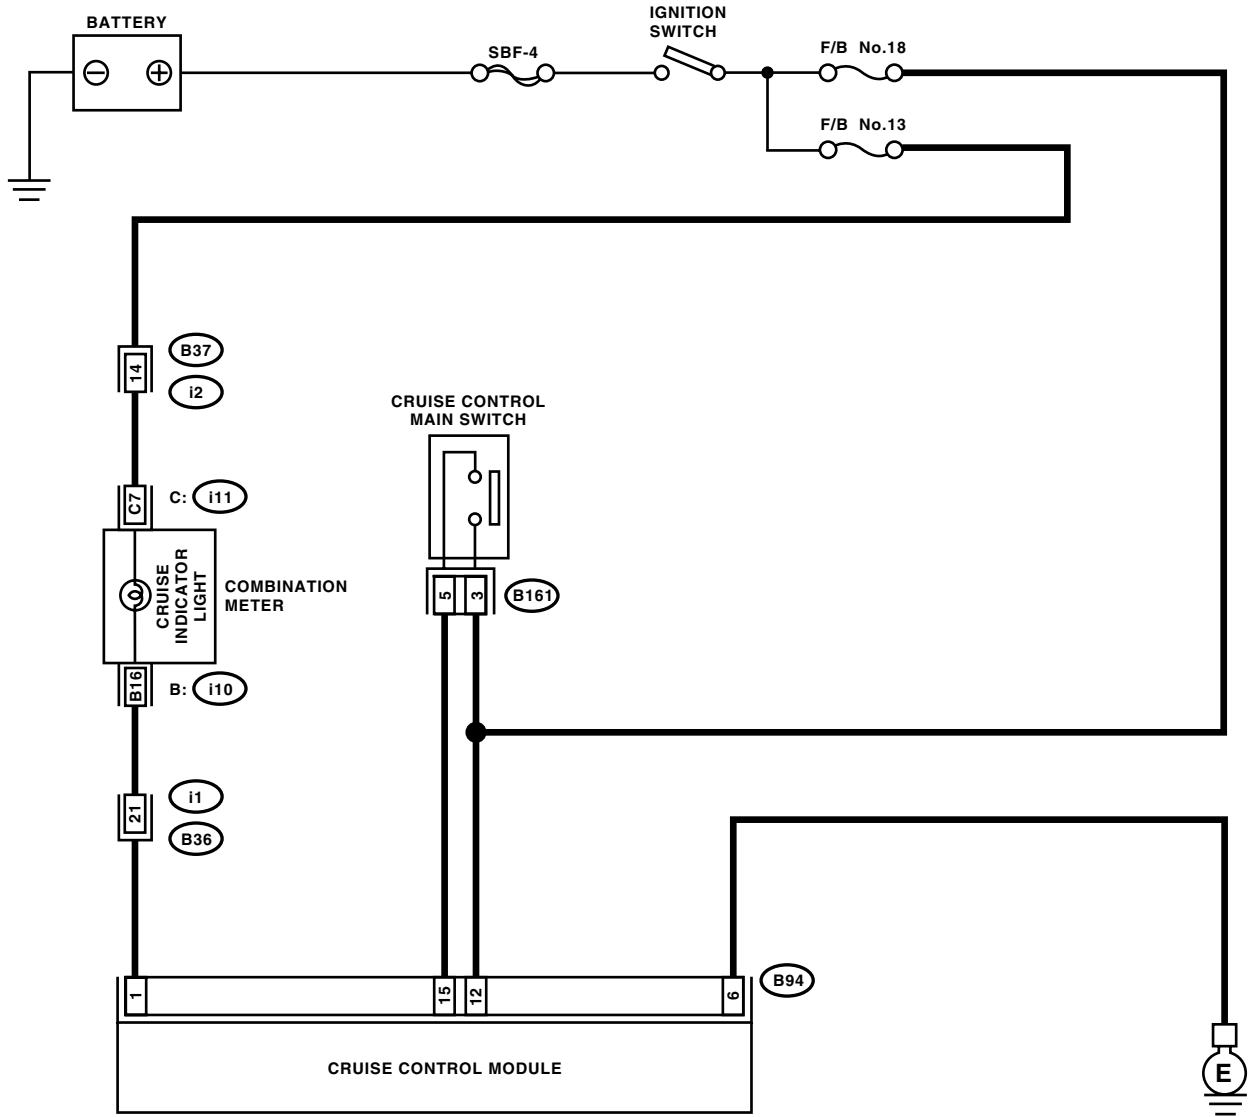 BATTERY
IGNITION
SWITCH
SBF-4
F/B No.18
F/B No.13
B37
14
i2
CRUISE CONTROL
MAIN SWITCH
C7
C: i11
CRUISE
INDICATOR
LIGHT
COMBINATION
METER
5
3
B161
B16
B: i10
i1
21
B36
1
15
12
6
B94
CRUISE CONTROL MODULE
E